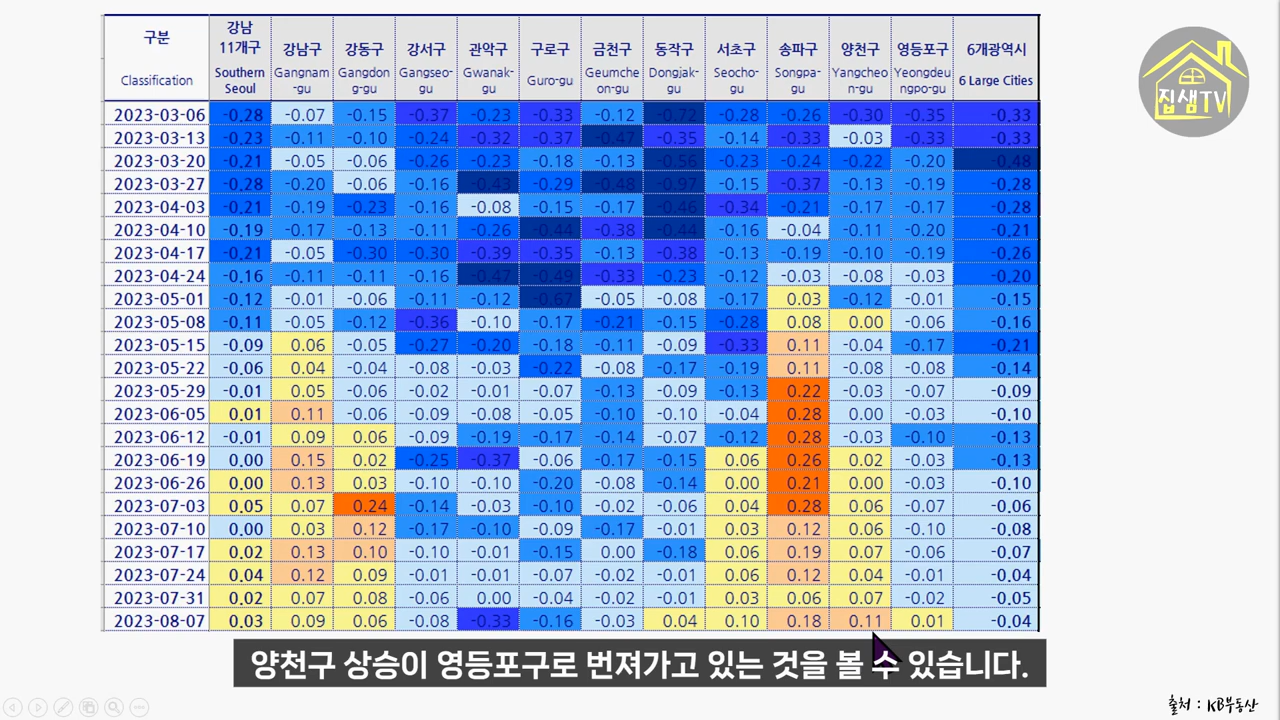 구분 강남 11개구 강남구 강동구 강서구 관악구 구로구 금천구 동작구 서초구 송파구 양천구 영등포구 6개광역시
Classification Southern Seoul Gangnam-gu Gangdong-gu Gangseo-gu Gwanak-gu Guro-gu Geumcheon-gu Dongjak-gu Seocho-gu Songpa-gu Yangcheon-gu Yeongdeungpo-gu 6 Large Cities
2023-03-06 -0.28 -0.07 -0.15 -0.37 -0.23 -0.33 -0.12 -0.72 -0.28 -0.26 -0.30 -0.35 -0.33
2023-03-13 -0.23 -0.11 -0.10 -0.24 -0.32 -0.37 -0.47 -0.35 -0.14 -0.33 -0.03 -0.33 -0.33
2023-03-20 -0.21 -0.05 -0.06 -0.26 -0.23 -0.18 -0.13 -0.56 -0.23 -0.24 -0.22 -0.20 -0.48
2023-03-27 -0.28 -0.20 -0.06 -0.16 -0.43 -0.29 -0.48 -0.97 -0.15 -0.37 -0.13 -0.19 -0.28
2023-04-03 -0.21 -0.19 -0.23 -0.16 -0.08 -0.15 -0.17 -0.46 -0.34 -0.21 -0.17 -0.17 -0.28
2023-04-10 -0.19 -0.17 -0.13 -0.11 -0.26 -0.44 -0.38 -0.44 -0.16 -0.04 -0.11 -0.20 -0.21
2023-04-17 -0.21 -0.05 -0.30 -0.30 -0.39 -0.35 -0.13 -0.38 -0.13 -0.19 -0.10 -0.19 -0.26
2023-04-24 -0.16 -0.11 -0.11 -0.16 -0.47 -0.49 -0.33 -0.23 -0.12 -0.03 -0.08 -0.03 -0.20
2023-05-01 -0.12 -0.01 -0.06 -0.11 -0.12 -0.67 -0.05 -0.08 -0.17 0.03 -0.12 -0.01 -0.15
2023-05-08 -0.11 -0.05 -0.12 -0.36 -0.10 -0.17 -0.21 -0.15 -0.28 0.08 0.00 -0.06 -0.16
2023-05-15 -0.09 0.06 -0.05 -0.27 -0.20 -0.18 -0.11 -0.09 -0.33 0.11 -0.04 -0.17 -0.21
2023-05-22 -0.06 0.04 -0.04 -0.08 -0.03 -0.22 -0.08 -0.17 -0.19 0.11 -0.08 -0.08 -0.14
2023-05-29 -0.01 0.05 -0.06 -0.02 -0.01 -0.07 -0.13 -0.09 -0.13 0.22 -0.03 -0.07 -0.09
2023-06-05 0.01 0.11 -0.06 -0.09 -0.08 -0.05 -0.10 -0.10 -0.04 0.28 0.00 -0.03 -0.10
2023-06-12 -0.01 0.09 0.06 -0.09 -0.19 -0.17 -0.14 -0.07 -0.12 0.28 -0.03 -0.10 -0.13
2023-06-19 0.00 0.15 0.02 -0.25 -0.37 -0.06 -0.17 -0.15 0.06 0.26 0.02 -0.03 -0.13
2023-06-26 0.00 0.13 0.03 -0.10 -0.10 -0.20 -0.08 -0.14 0.00 0.21 0.00 -0.03 -0.10
2023-07-03 0.05 0.07 0.24 -0.14 -0.03 -0.10 -0.02 -0.06 0.04 0.28 0.06 -0.03 -0.06
2023-07-10 0.00 0.03 0.12 -0.17 -0.10 -0.09 -0.17 -0.01 0.03 0.12 0.06 -0.10 -0.08
2023-07-17 0.02 0.13 0.10 -0.10 -0.01 -0.15 0.00 -0.18 0.06 0.19 0.07 -0.06 -0.07
2023-07-24 0.04 0.12 0.09 -0.01 -0.01 -0.07 -0.02 -0.01 0.06 0.12 0.04 -0.01 -0.04
2023-07-31 0.02 0.07 0.08 -0.06 0.00 -0.04 -0.02 -0.01 0.03 0.06 0.07 -0.02 -0.05
2023-08-07 0.03 0.09 0.06 -0.08 -0.33 -0.16 -0.03 0.04 0.10 0.18 0.11 0.01 -0.04
집샘TV
양천구 상승이 영등포구로 번져가고 있는 것을 볼 수 있습니다.
출처 : KB부동산